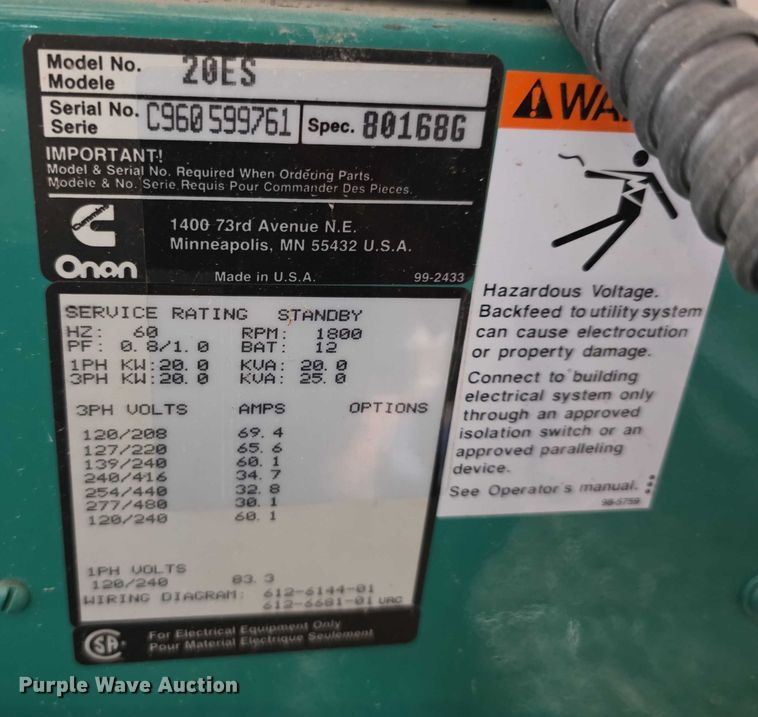 Model No. 20ES
Modele
Serial No. C960599761 Spec. 80168G
Serie
IMPORTANT!
Model & Serial No. Required When Ordering Parts.
Modele & No. Serie Requis Pour Commander Des Pieces.
Cummins
Onan
1400 73rd Avenue N.E.
Minneapolis, MN 55432 U.S.A.
Made in U.S.A. 99-2433
SERVICE RATING STANDBY
HZ: 60 RPM: 1800
PF: 0.8/1.0 BAT: 12
1PH KW:20.0 KVA: 20.0
3PH KW:20.0 KVA: 25.0
3PH VOLTS AMPS OPTIONS
120/208 69.4
127/220 65.6
139/240 60.1
240/416 34.7
254/440 32.8
277/480 30.1
120/240 60.1
1PH VOLTS
120/240 83.3
WIRING DIAGRAM: 612-6144-01
612-6681-01 URC
CSA
For Electrical Equipment Only
Pour Material Electrique Seulement
WA
Hazardous Voltage.
Backfeed to utility system
can cause electrocution
or property damage.
Connect to building
electrical system only
through an approved
isolation switch or an
approved paralleling
device.
See Operator's manual.
98-5759
Purple Wave Auction